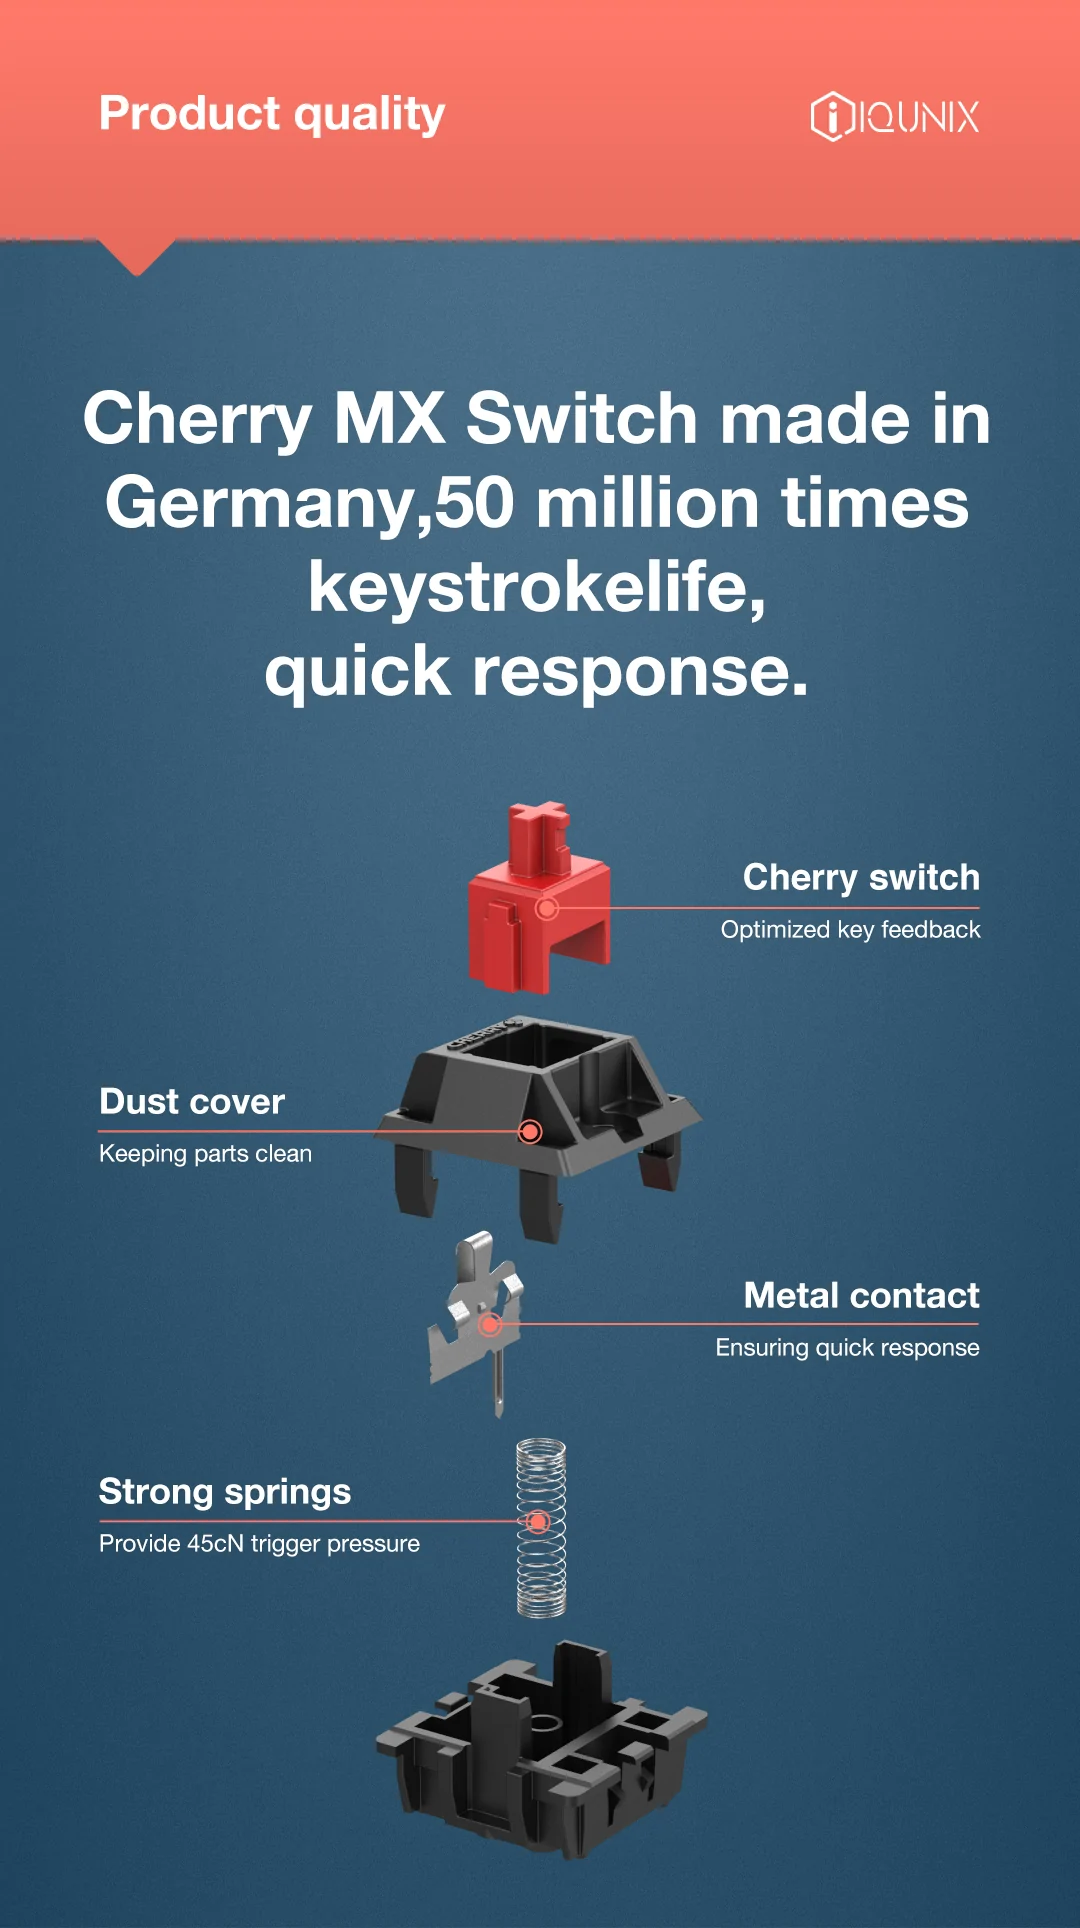 Product quality
IQUNIX
Cherry MX Switch made in
Germany,50 million times
keystrokelife,
quick response.
Cherry switch
Optimized key feedback
CHERRY
Dust cover
Keeping parts clean
Metal contact
Ensuring quick response
Strong springs
Provide 45cN trigger pressure